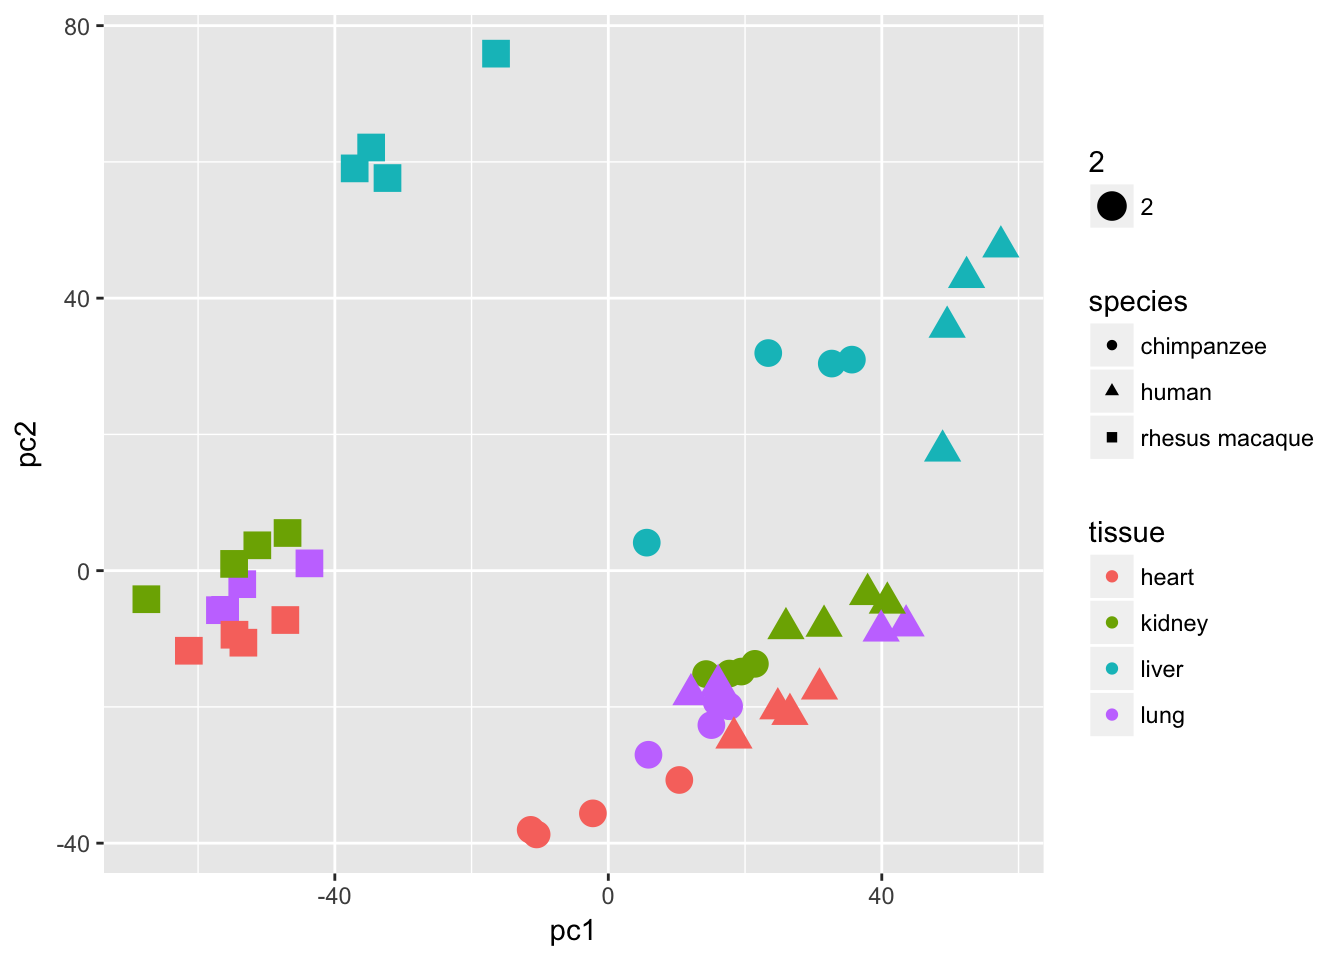 80
40
0
-40
pc2
-40
0
40
pc1
2
2
species
chimpanzee
human
rhesus macaque
tissue
heart
kidney
liver
lung